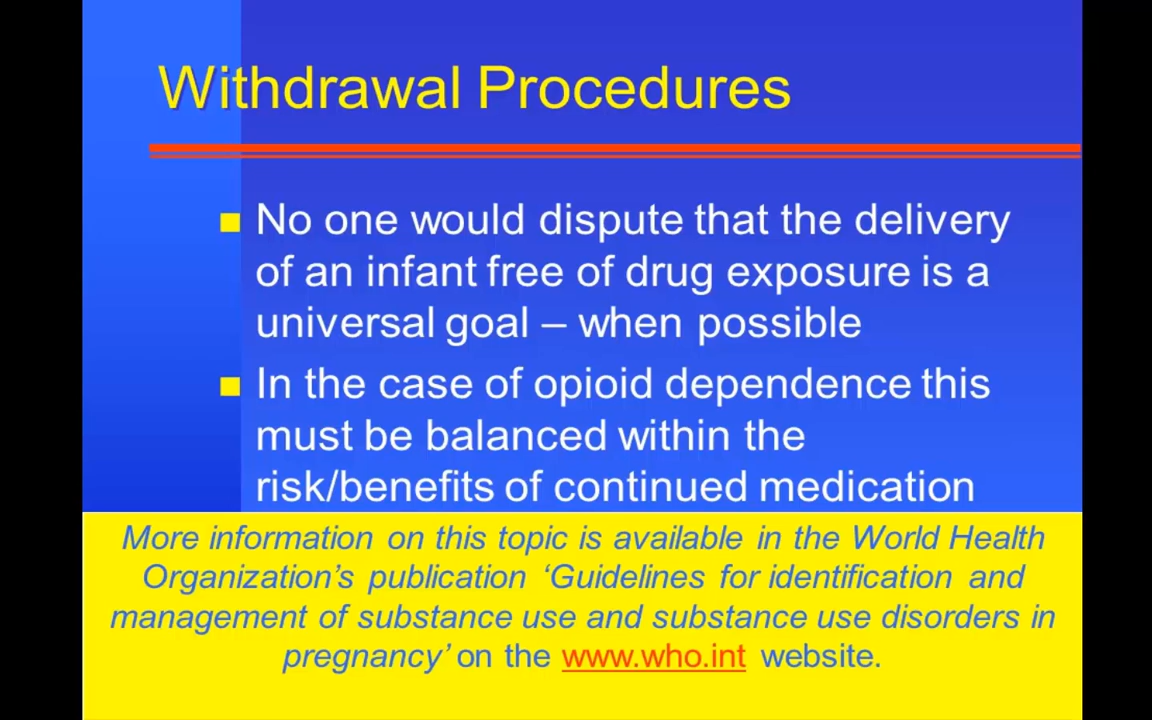 Withdrawal Procedures
No one would dispute that the delivery
of an infant free of drug exposure is a
universal goal – when possible
In the case of opioid dependence this
must be balanced within the
risk/benefits of continued medication
More information on this topic is available in the World Health
Organization’s publication ‘Guidelines for identification and
management of substance use and substance use disorders in
pregnancy’ on the www.who.int website.